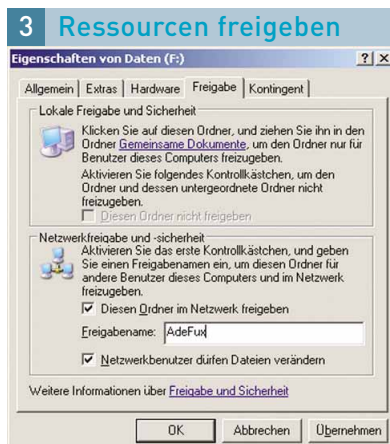 3 Ressourcen freigeben
Eigenschaften von Daten (F:)
Allgemein Extras Hardware Freigabe Kontingent
Lokale Freigabe und Sicherheit
Klicken Sie auf diesen Ordner, und ziehen Sie ihn in den
Ordner Gemeinsame Dokumente, um den Ordner nur für
Benutzer dieses Computers freizugeben.
Aktivieren Sie folgendes Kontrollkästchen, um den
Ordner und dessen untergeordnete Ordner nicht
freizugeben.
Diesen Ordner nicht freigeben
Netzwerkfreigabe und -sicherheit
Aktivieren Sie das erste Kontrollkästchen, und geben
Sie einen Freigabenamen ein, um diesen Ordner für
andere Benutzer dieses Computers und im Netzwerk
freizugeben.
Diesen Ordner im Netzwerk freigeben
Freigabename: AdeFux
Netzwerkbenutzer dürfen Dateien verändern
Weitere Informationen über Freigabe und Sicherheit
OK Abbrechen Übernehmen